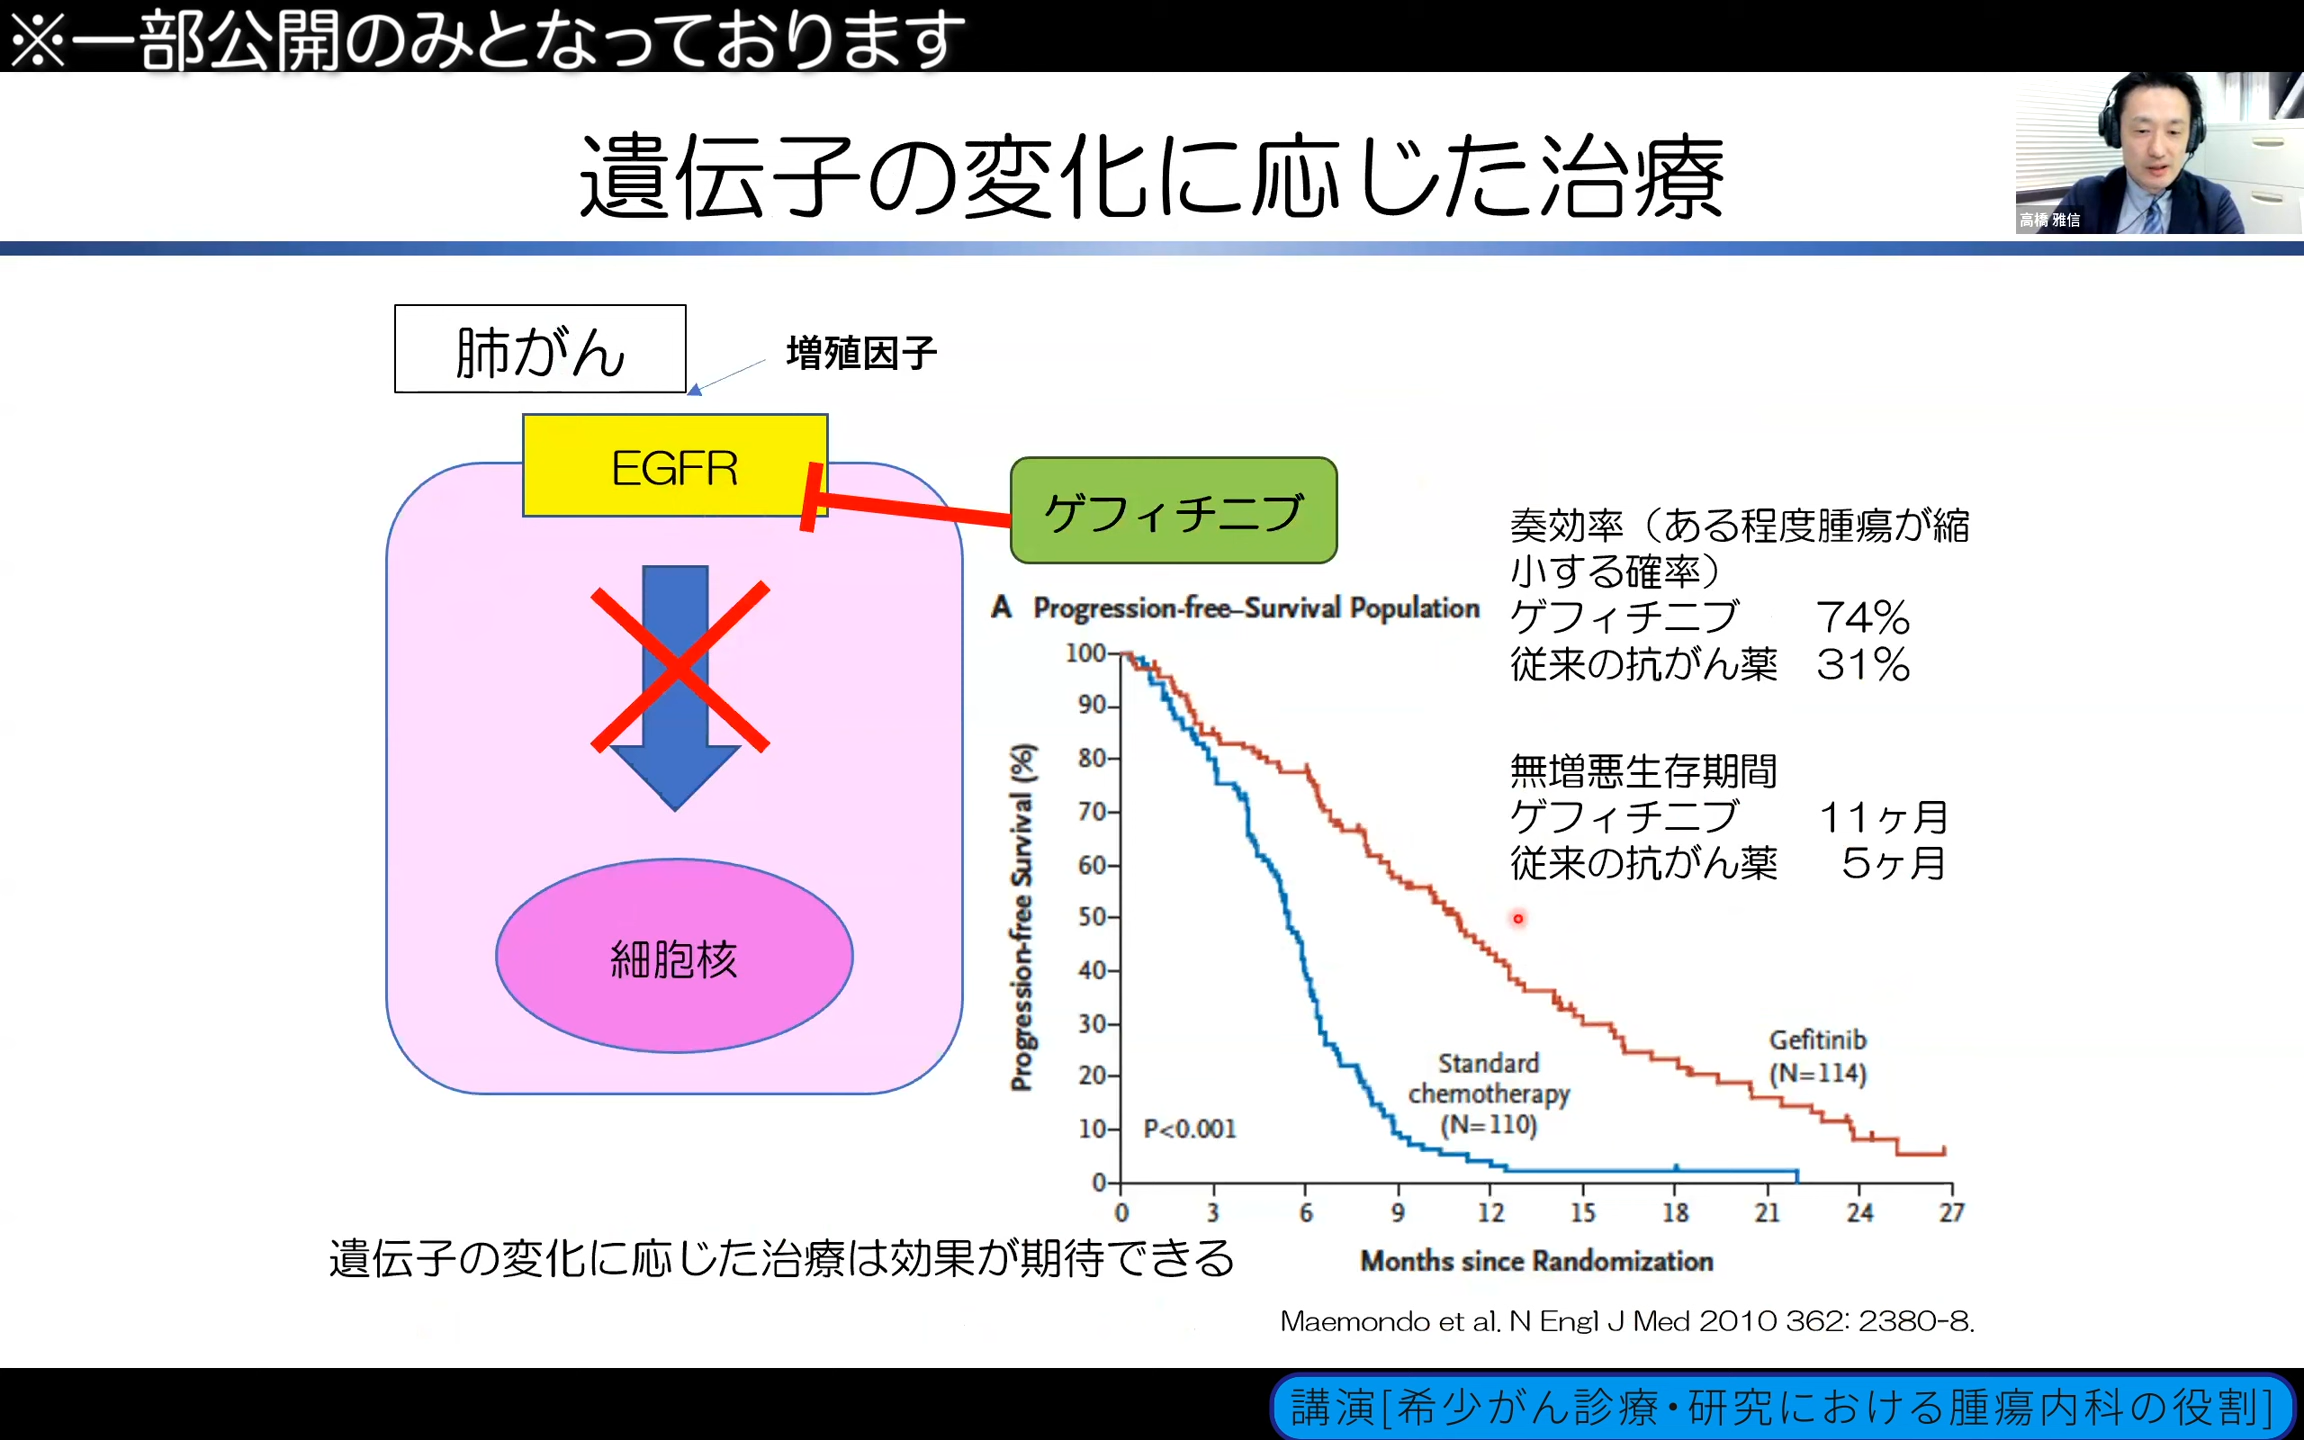 ※一部公開のみとなっております
遺伝子の変化に応じた治療
高橋 雅信
肺がん
増殖因子
EGFR
ゲフィチニブ
細胞核
奏効率（ある程度腫瘍が縮
小する確率）
ゲフィチニブ 74%
従来の抗がん薬 31%
無増悪生存期間
ゲフィチニブ 11ヶ月
従来の抗がん薬 5ヶ月
A Progression-free–Survival Population
Progression-free Survival (%)
100
90
80
70
60
50
40
30
20
10
0
P<0.001
Standard
chemotherapy
(N=110)
Gefitinib
(N=114)
0 3 6 9 12 15 18 21 24 27
Months since Randomization
遺伝子の変化に応じた治療は効果が期待できる
Maemondo et al. N Engl J Med 2010 362: 2380-8.
講演[希少がん診療・研究における腫瘍内科の役割]